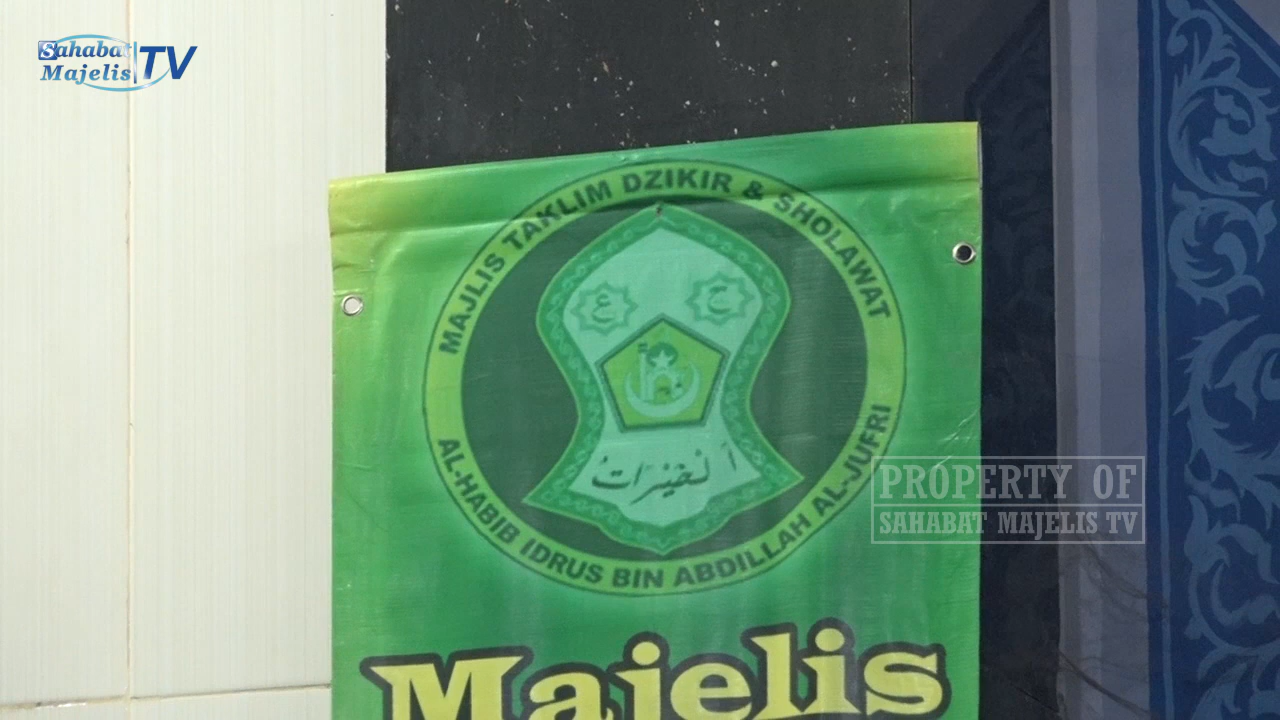 Sahabat
Majelis TV
MAJLIS TAKLIM DZIKIR & SHOLAWAT
ع ح
الخيرات
AL-HABIB IDRUS BIN ABDILLAH AL-JUFRI
PROPERTY OF
SAHABAT MAJELIS TV
Majelis